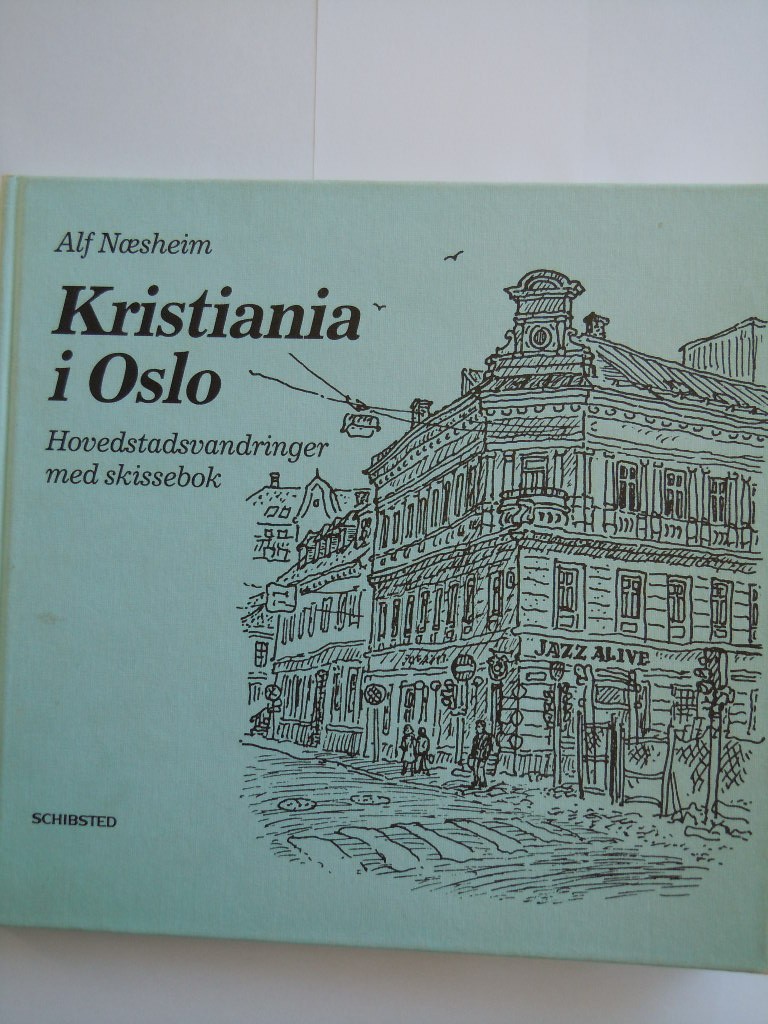 Alf Næsheim
Kristiania
i Oslo
Hovedstadsvandringer
med skissebok
JAZZ ALIVE
SCHIBSTED